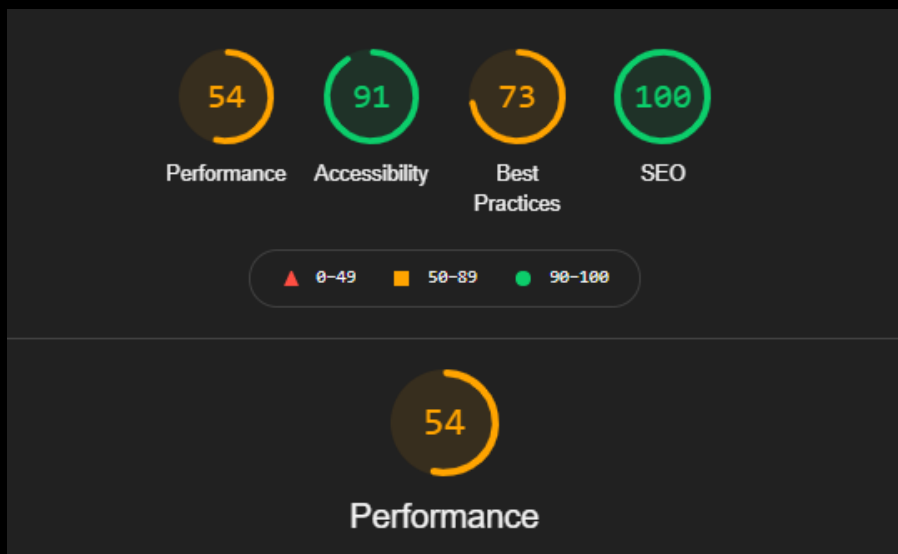 54 91 73 100
Performance Accessibility Best Practices SEO
0–49 50–89 90–100
54
Performance